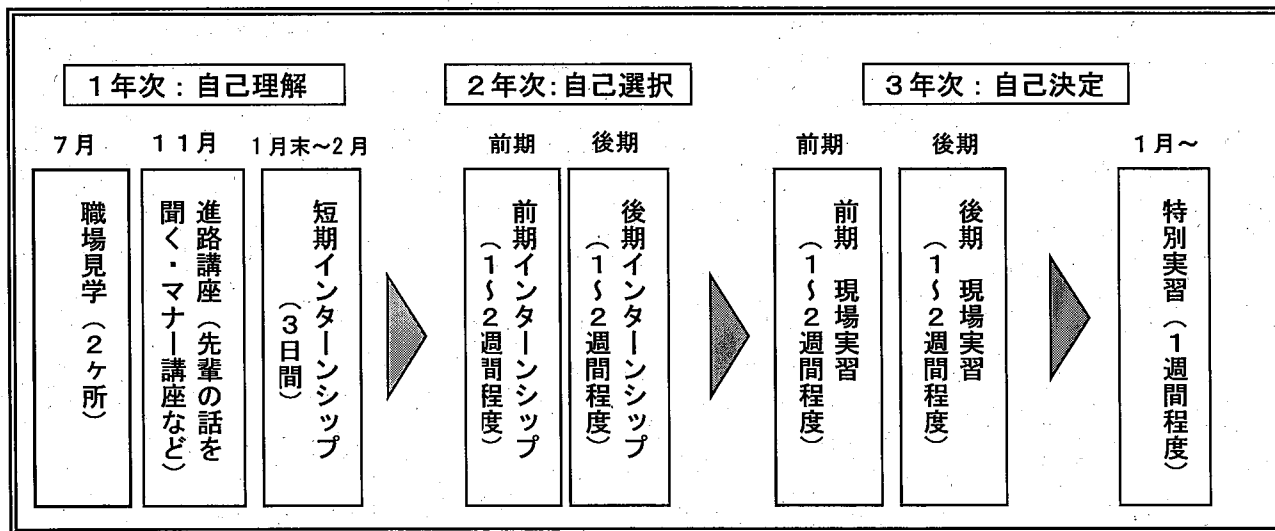 1年次：自己理解
7月
職場見学（2ヶ所）
11月
進路講座（先輩の話を
聞く・マナー講座など）
1月末～2月
短期インターンシップ
（3日間）
2年次：自己選択
前期
前期インターンシップ
（1～2週間程度）
後期
後期インターンシップ
（1～2週間程度）
3年次：自己決定
前期
前期　現場実習
（1～2週間程度）
後期
後期　現場実習
（1～2週間程度）
1月～
特別実習（1週間程度）